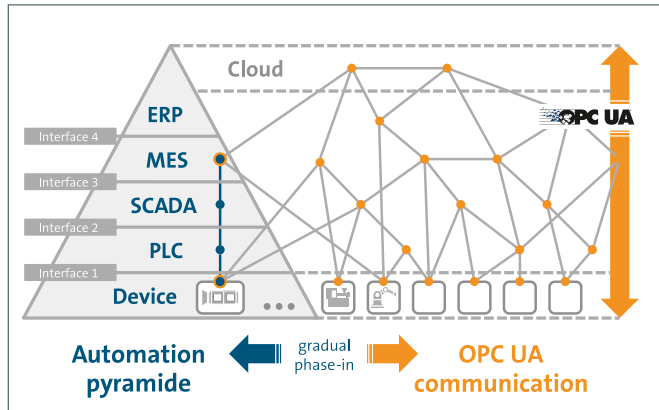 Cloud
OPC UA
ERP
Interface 4
MES
Interface 3
SCADA
Interface 2
PLC
Interface 1
Device
Automation
pyramide
gradual
phase-in
OPC UA
communication